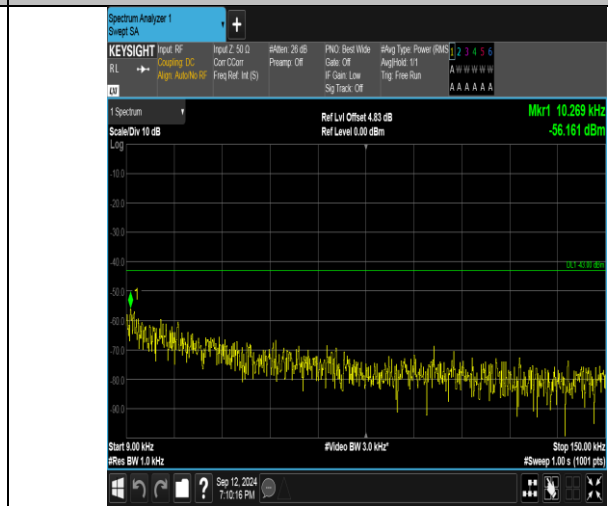 Spectrum Analyzer 1
Swept SA
+
KEYSIGHT Input: RF Input Z: 50 Ω #Atten: 26 dB PNO: Best Wide #Avg Type: Power (RMS 1 2 3 4 5 6
RL Coupling: DC Corr CCorr Preamp: Off Gate: Off Avg|Hold: 1/1 A W W W W W
Align: Auto/No RF Freq Ref: Int (S) IF Gain: Low Trig: Free Run
Sig Track: Off A A A A A A
LXI
1 Spectrum Ref Lvl Offset 4.83 dB Mkr1 10.269 kHz
Scale/Div 10 dB Ref Level 0.00 dBm -56.161 dBm
Log
-10.0
-20.0
-30.0
-40.0
DL1 -43.00 dBm
1
-60.0
-70.0
-80.0
-90.0
Start 9.00 kHz #Video BW 3.0 kHz* Stop 150.00 kHz
#Res BW 1.0 kHz #Sweep 1.00 s (1001 pts)
? Sep 12, 2024
7:10:16 PM